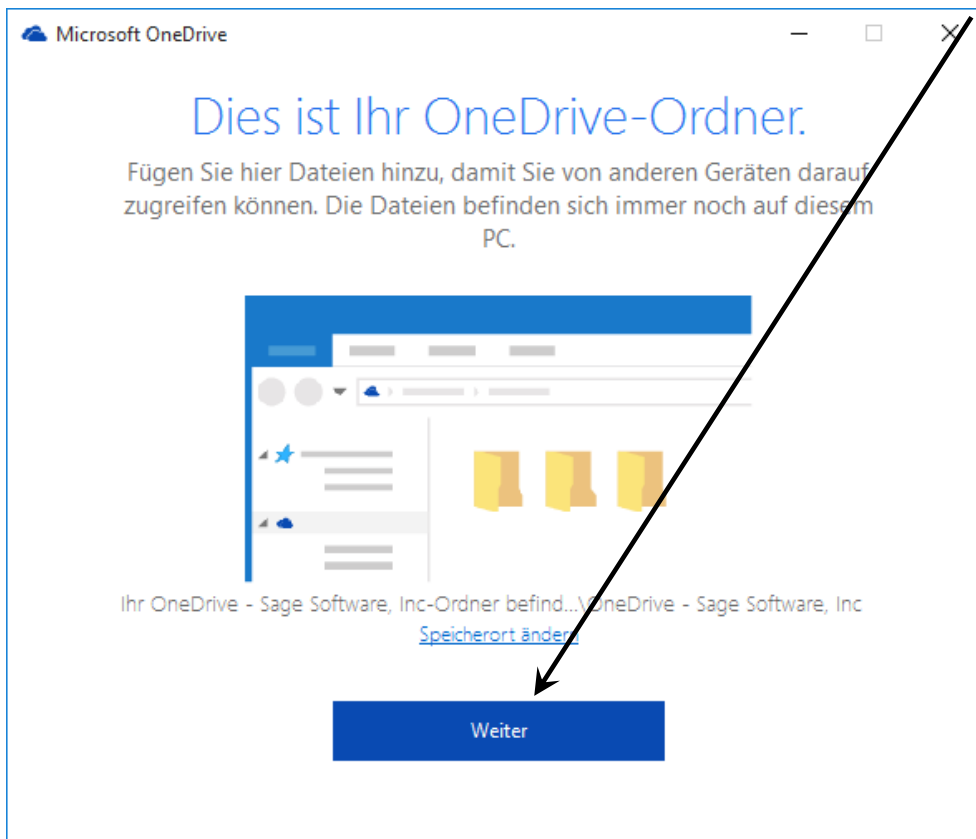 Microsoft OneDrive
Dies ist Ihr OneDrive-Ordner.
Fügen Sie hier Dateien hinzu, damit Sie von anderen Geräten darauf
zugreifen können. Die Dateien befinden sich immer noch auf diesem
PC.
Ihr OneDrive - Sage Software, Inc-Ordner befind...\OneDrive - Sage Software, Inc
Speicherort ändern
Weiter